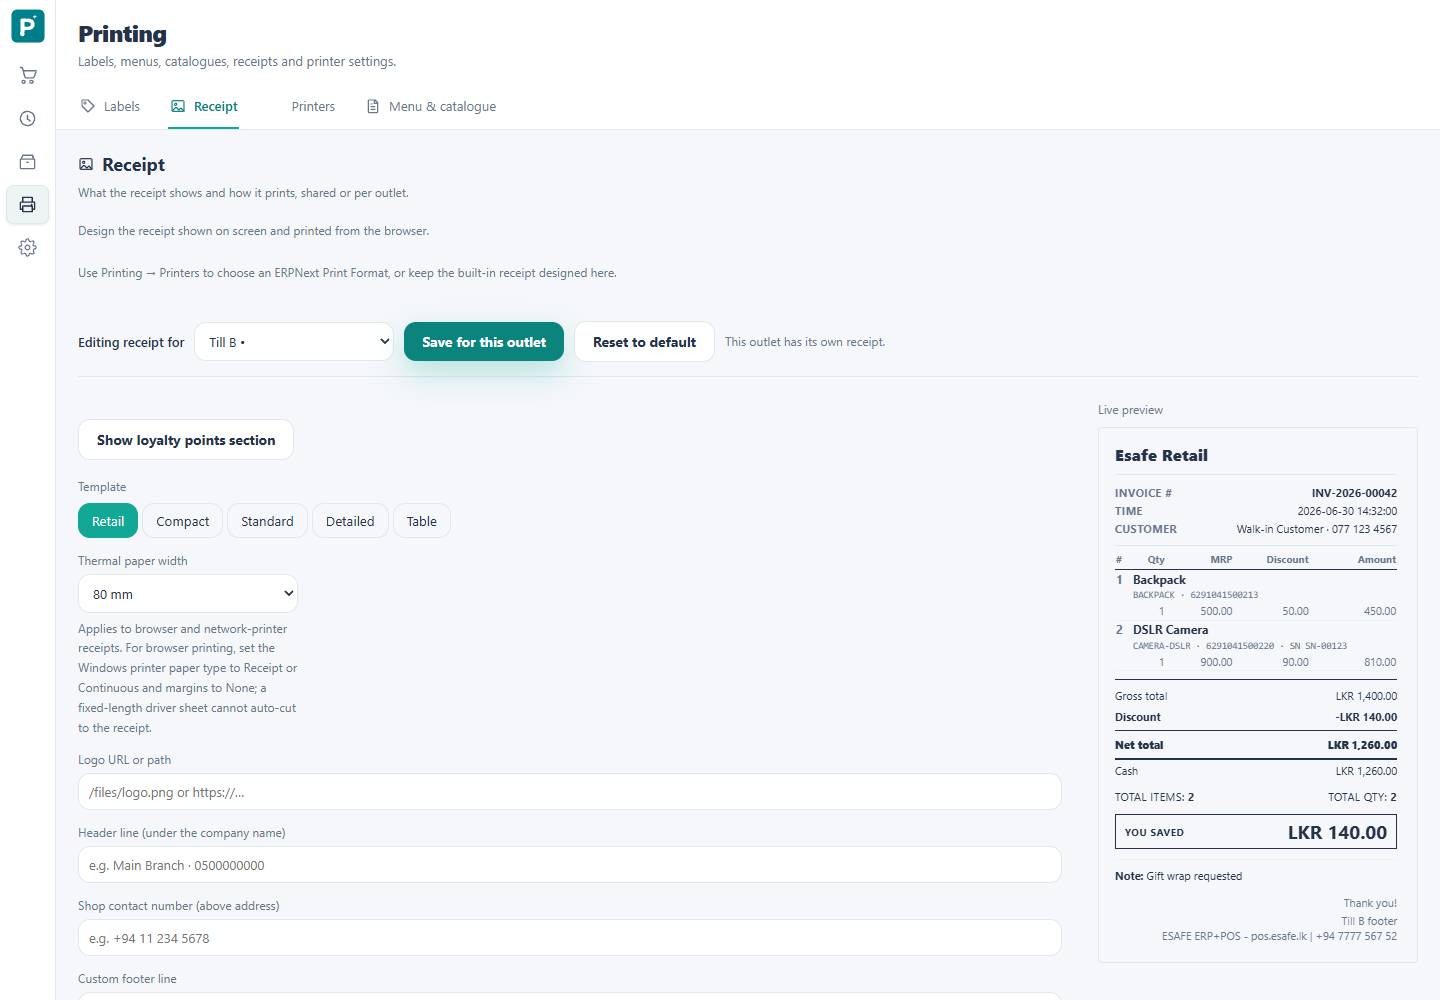 P
Printing
Labels, menus, catalogues, receipts and printer settings.
Labels Receipt Printers Menu & catalogue
Receipt
What the receipt shows and how it prints, shared or per outlet.
Design the receipt shown on screen and printed from the browser.
Use Printing → Printers to choose an ERPNext Print Format, or keep the built-in receipt designed here.
Editing receipt for Till B • Save for this outlet Reset to default This outlet has its own receipt.
Show loyalty points section
Template
Retail Compact Standard Detailed Table
Thermal paper width
80 mm
Applies to browser and network-printer
receipts. For browser printing, set the
Windows printer paper type to Receipt or
Continuous and margins to None; a
fixed-length driver sheet cannot auto-cut
to the receipt.
Logo URL or path
/files/logo.png or https://...
Header line (under the company name)
e.g. Main Branch · 0500000000
Shop contact number (above address)
e.g. +94 11 234 5678
Custom footer line
Live preview
Esafe Retail
INVOICE # INV-2026-00042
TIME 2026-06-30 14:32:00
CUSTOMER Walk-in Customer · 077 123 4567
# Qty MRP Discount Amount
1 Backpack
BACKPACK · 6291041500213
1 500.00 50.00 450.00
2 DSLR Camera
CAMERA-DSLR · 6291041500220 · SN SN-00123
1 900.00 90.00 810.00
Gross total LKR 1,400.00
Discount -LKR 140.00
Net total LKR 1,260.00
Cash LKR 1,260.00
TOTAL ITEMS: 2 TOTAL QTY: 2
YOU SAVED LKR 140.00
Note: Gift wrap requested
Thank you!
Till B footer
ESAFE ERP+POS - pos.esafe.lk | +94 7777 567 52